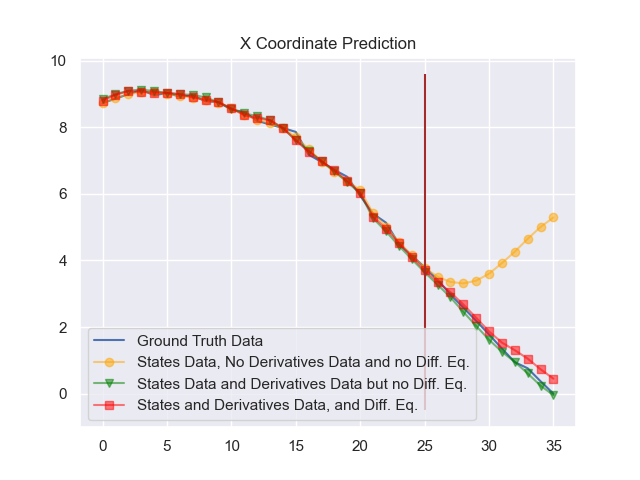 X Coordinate Prediction
10
8
6
4
2
0
Ground Truth Data
States Data, No Derivatives Data and no Diff. Eq.
States Data and Derivatives Data but no Diff. Eq.
States and Derivatives Data, and Diff. Eq.
0 5 10 15 20 25 30 35